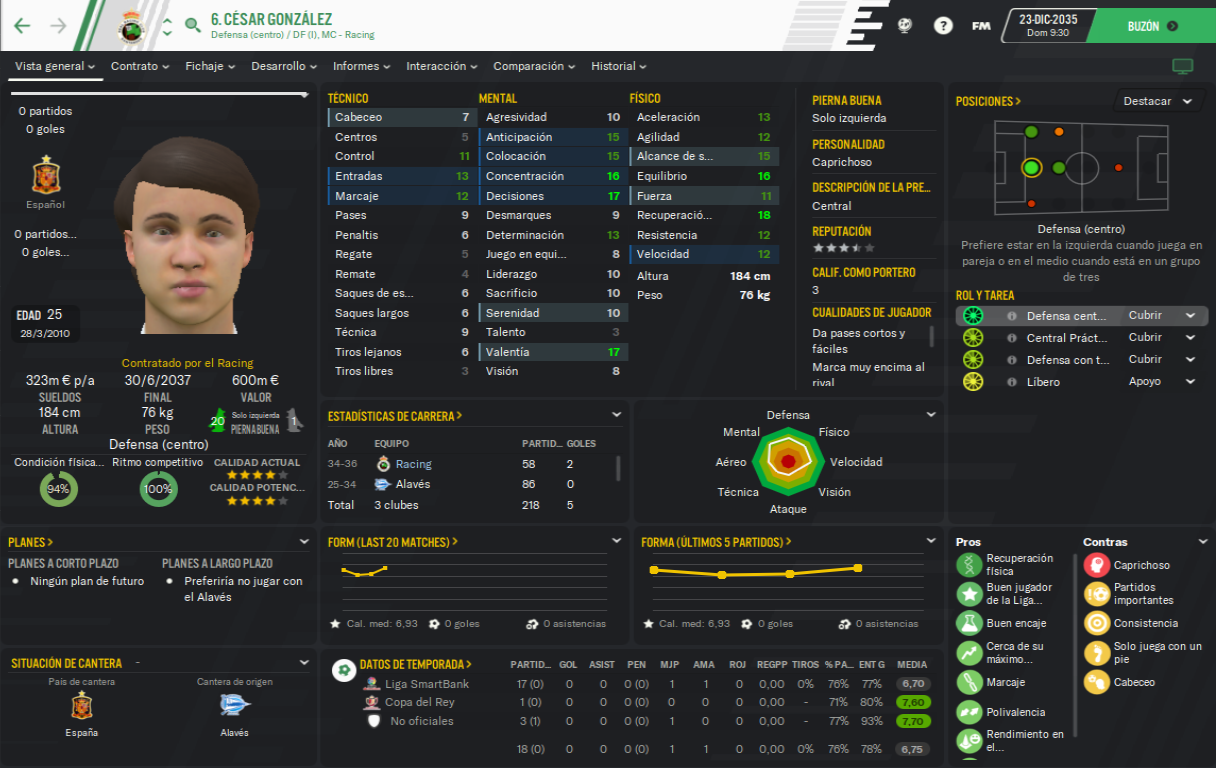 6. CÉSAR GONZÁLEZ
Defensa (centro) / DF (I), MC - Racing
?
FM
23-DIC-2035
Dom 9:30
BUZÓN
Vista general
Contrato
Fichaje
Desarrollo
Informes
Interacción
Comparación
Historial
0 partidos
0 goles
Español
0 partidos...
0 goles...
EDAD 25
28/3/2010
Contratado por el Racing
323m € p/a
SUELDOS
30/6/2037
FINAL
600m €
VALOR
184 cm
ALTURA
76 kg
PESO
20
Solo izquierda
PIERNA BUENA
1
Defensa (centro)
Condición física...
94%
Ritmo competitivo
100%
CALIDAD ACTUAL
CALIDAD POTENC...
TÉCNICO
Cabeceo 7
Centros 5
Control 11
Entradas 13
Marcaje 12
Pases 9
Penaltis 6
Regate 5
Remate 4
Saques de es... 6
Saques largos 6
Técnica 9
Tiros lejanos 6
Tiros libres 3
MENTAL
Agresividad 10
Anticipación 15
Colocación 15
Concentración 16
Decisiones 17
Desmarques 9
Determinación 13
Juego en equi... 8
Liderazgo 10
Sacrificio 10
Serenidad 10
Talento 3
Valentía 17
Visión 8
FÍSICO
Aceleración 13
Agilidad 12
Alcance de s... 15
Equilibrio 16
Fuerza 11
Recuperació... 18
Resistencia 12
Velocidad 12
Altura 184 cm
Peso 76 kg
PIERNA BUENA
Solo izquierda
PERSONALIDAD
Caprichoso
DESCRIPCIÓN DE LA PRE...
Central
REPUTACIÓN
CALIF. COMO PORTERO
3
CUALIDADES DE JUGADOR
Da pases cortos y
fáciles
Marca muy encima al
rival
POSICIONES >
Destacar
Defensa (centro)
Prefiere estar en la izquierda cuando juega en
pareja o en el medio cuando está en un grupo
de tres
ROL Y TAREA
Defensa cent... Cubrir
Central Práct... Cubrir
Defensa con t... Cubrir
Líbero Apoyo
ESTADÍSTICAS DE CARRERA >
AÑO EQUIPO PARTID... GOLES
34-36 Racing 58 2
25-34 Alavés 86 0
Total 3 clubes 218 5
Defensa
Físico
Velocidad
Visión
Ataque
Técnica
Aéreo
Mental
PLANES >
PLANES A CORTO PLAZO
Ningún plan de futuro
PLANES A LARGO PLAZO
Preferiría no jugar con
el Alavés
FORM (LAST 20 MATCHES) >
Cal. med: 6,93 0 goles 0 asistencias
FORMA (ÚLTIMOS 5 PARTIDOS) >
Cal. med: 6,93 0 goles 0 asistencias
Pros
Recuperación
física
Buen jugador
de la Liga...
Buen encaje
Cerca de su
máximo...
Marcaje
Polivalencia
Rendimiento en
el...
Contras
Caprichoso
Partidos
importantes
Consistencia
Solo juega con un
pie
Cabeceo
SITUACIÓN DE CANTERA -
País de cantera
España
Cantera de origen
Alavés
DATOS DE TEMPORADA > PARTID... GOL ASIST PEN MJP AMA ROJ REGPP TIROS % PA... ENT G MEDIA
Liga SmartBank 17 (0) 0 0 0 (0) 1 1 0 0,00 0% 76% 77% 6,70
Copa del Rey 1 (0) 0 0 0 (0) 0 0 0 0,00 - 71% 80% 7,60
No oficiales 3 (1) 0 0 0 (0) 1 0 0 0,00 - 77% 93% 7,70
18 (0) 0 0 0 (0) 1 1 0 0,00 0% 76% 78% 6,75